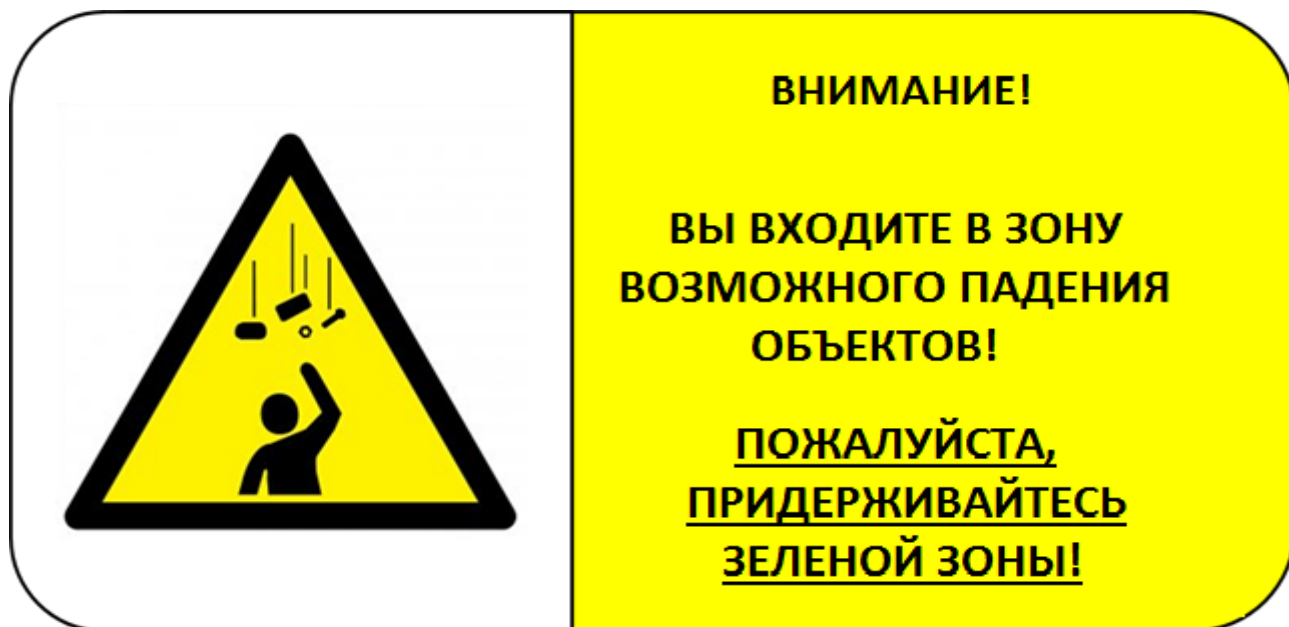 ВНИМАНИЕ!
ВЫ ВХОДИТЕ В ЗОНУ
ВОЗМОЖНОГО ПАДЕНИЯ
ОБЪЕКТОВ!
ПОЖАЛУЙСТА,
ПРИДЕРЖИВАЙТЕСЬ
ЗЕЛЕНОЙ ЗОНЫ!